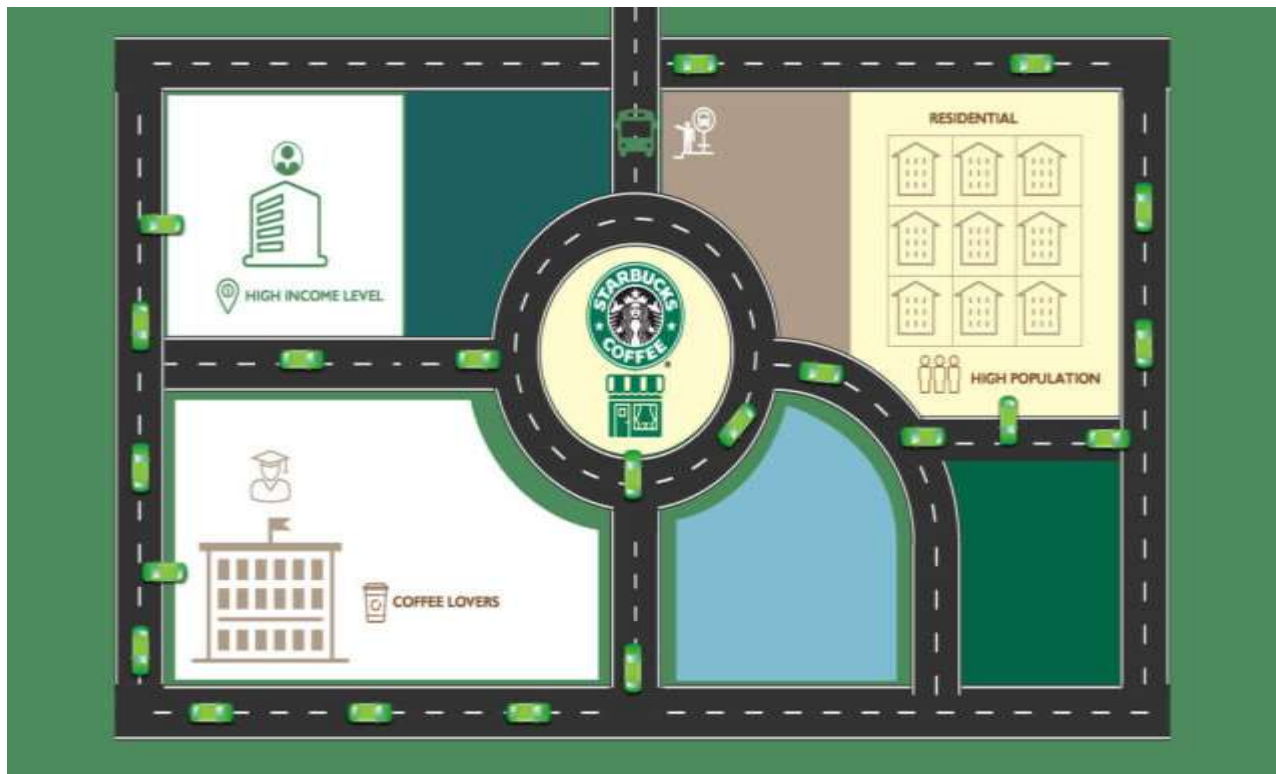 RESIDENTIAL
HIGH INCOME LEVEL
STARBUCKS
COFFEE
®
HIGH POPULATION
COFFEE LOVERS